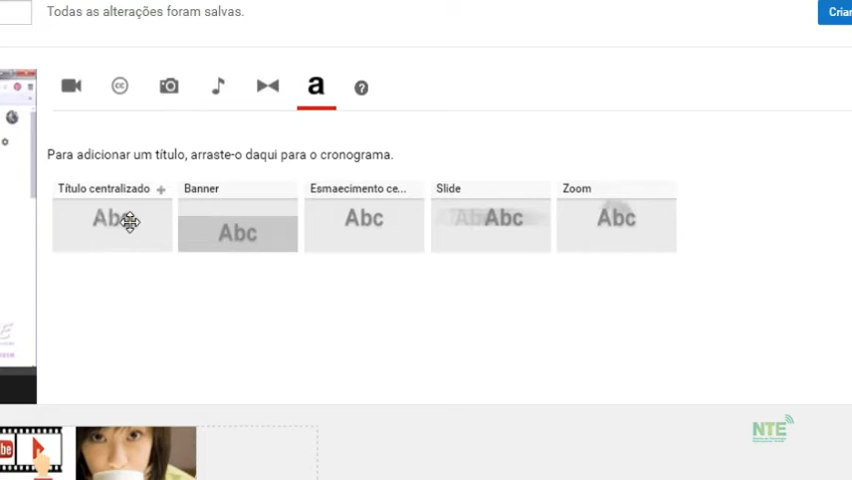 Todas as alterações foram salvas.
Criar
cc
a
?
Para adicionar um título, arraste-o daqui para o cronograma.
Título centralizado + Banner Esmaecimento ce... Slide Zoom
Abc Abc Abc Abc Abc
NTE